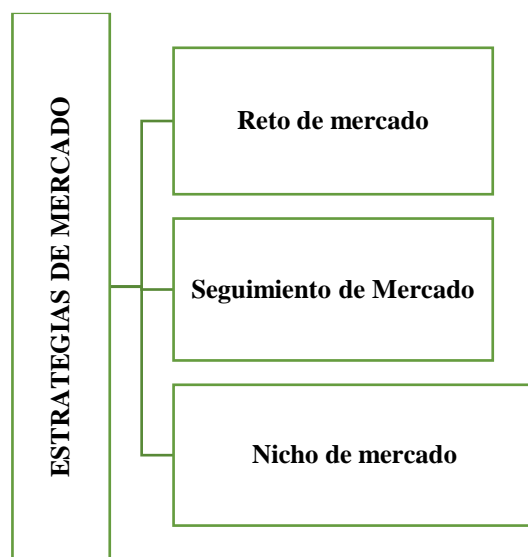 ESTRATEGIAS DE MERCADO
Reto de mercado
Seguimiento de Mercado
Nicho de mercado